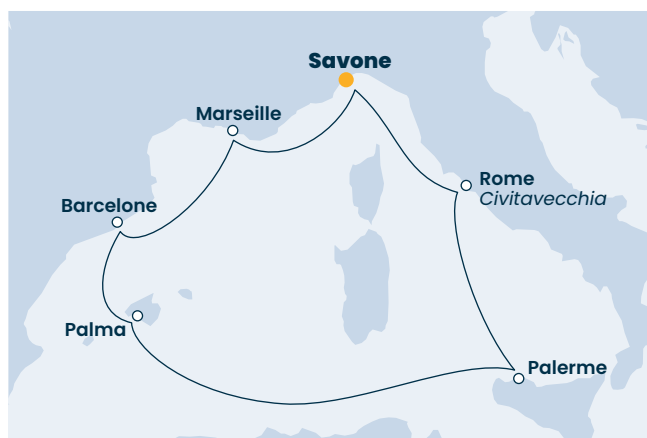 Savone
Marseille
Rome
Civitavecchia
Barcelone
Palma
Palerme